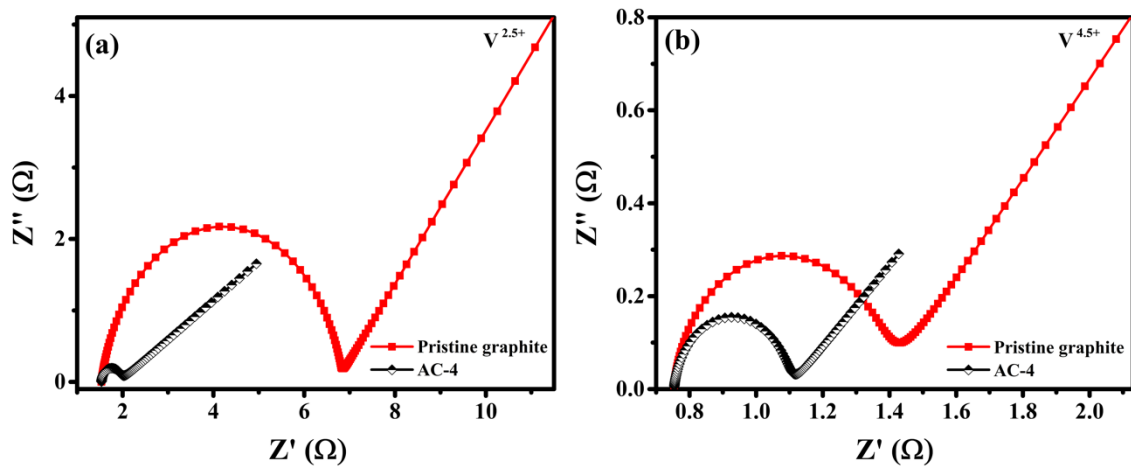 (a)
V 2.5+
4
2
0
Z'' (Ω)
2
4
6
8
10
Z' (Ω)
Pristine graphite
AC-4
(b)
V 4.5+
0.8
0.6
0.4
0.2
0.0
Z'' (Ω)
0.8
1.0
1.2
1.4
1.6
1.8
2.0
Z' (Ω)
Pristine graphite
AC-4